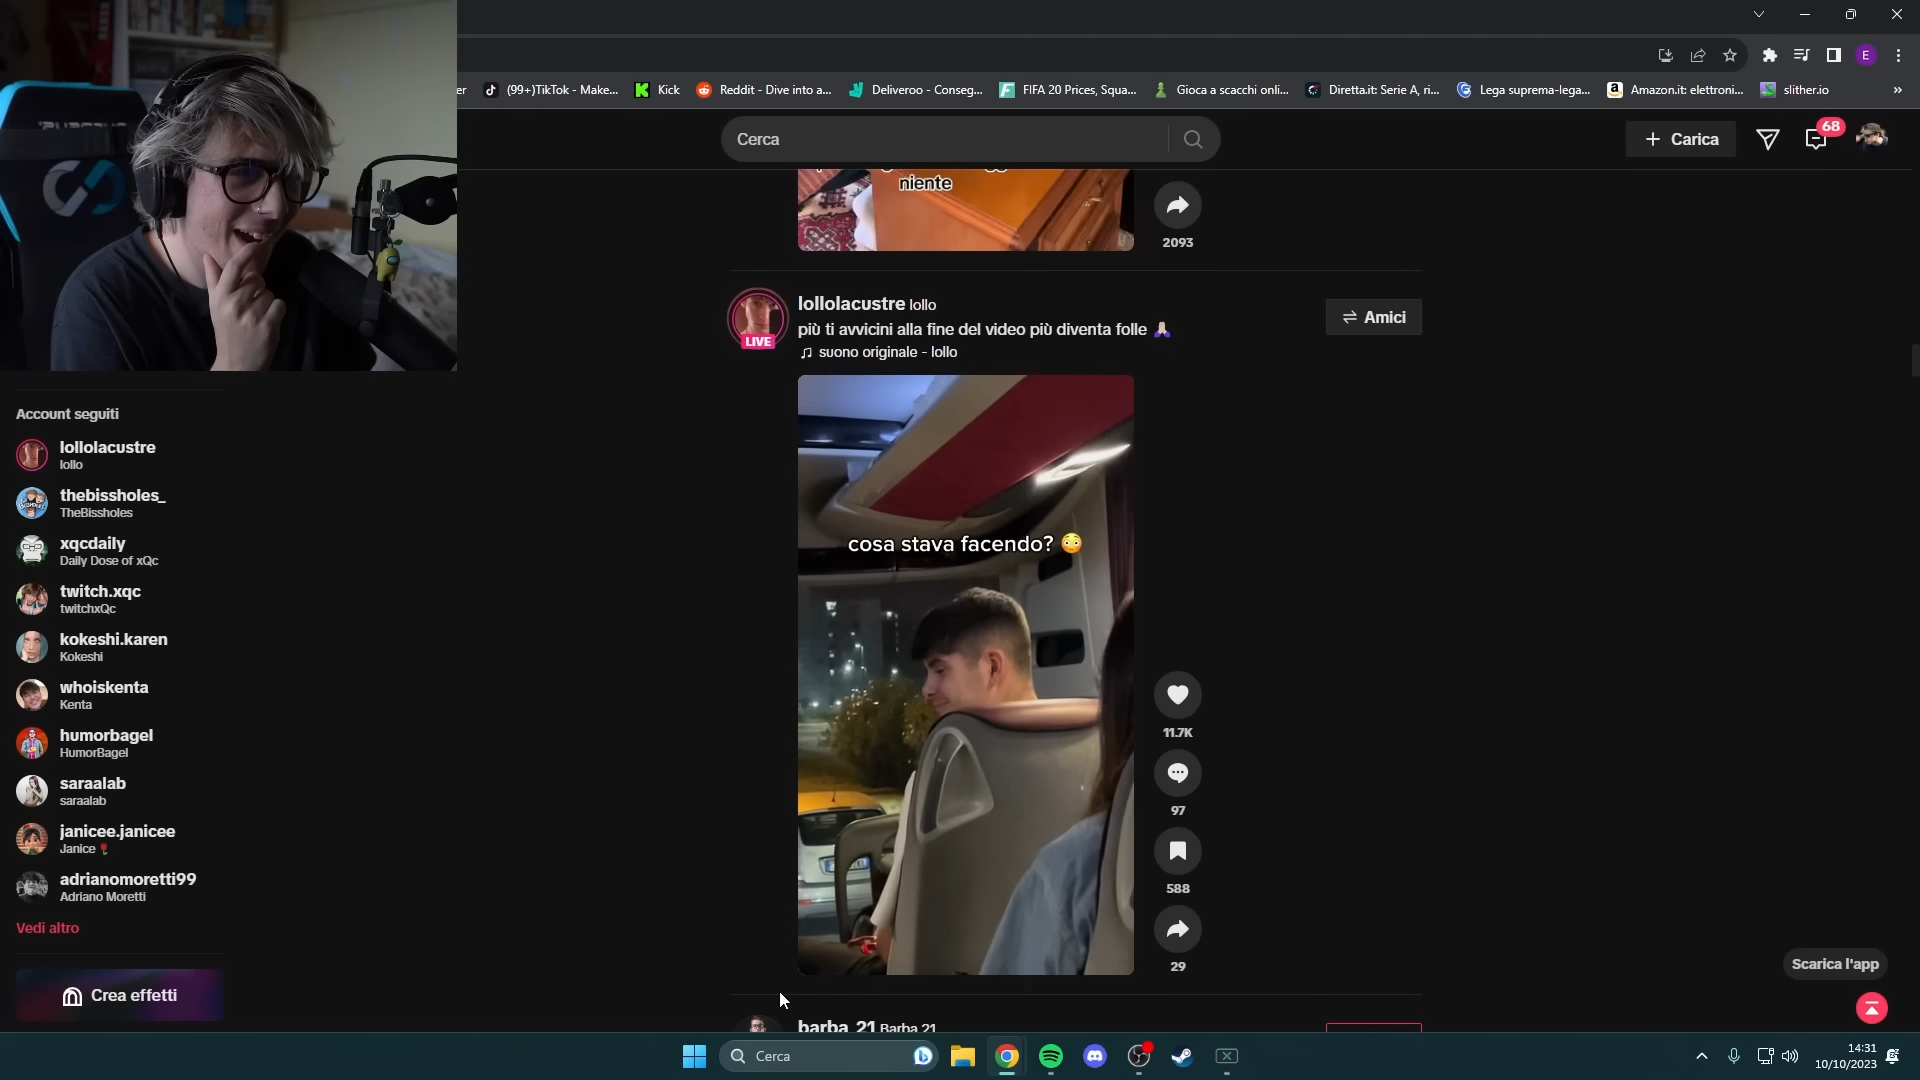 er
(99+)TikTok - Make...
Kick
Reddit - Dive into a...
Deliveroo - Conseg...
FIFA 20 Prices, Squa...
Gioca a scacchi onli...
Diretta.it: Serie A, ri...
Lega suprema-lega...
Amazon.it: elettroni...
slither.io
»
E
Cerca
+ Carica
68
niente
2093
lollolacustre lollo
più ti avvicini alla fine del video più diventa folle
suono originale - lollo
LIVE
Amici
cosa stava facendo? 😳
11.7K
97
588
29
Account seguiti
lollolacustre
lollo
thebissholes_
TheBissholes
xqcdaily
Daily Dose of xQc
twitch.xqc
twitchxQc
kokeshi.karen
Kokeshi
whoiskenta
Kenta
humorbagel
HumorBagel
saraalab
saraalab
janicee.janicee
Janice 🌹
adrianomoretti99
Adriano Moretti
Vedi altro
Crea effetti
Scarica l'app
barba_21 Barba 21
Cerca
14:31
10/10/2023